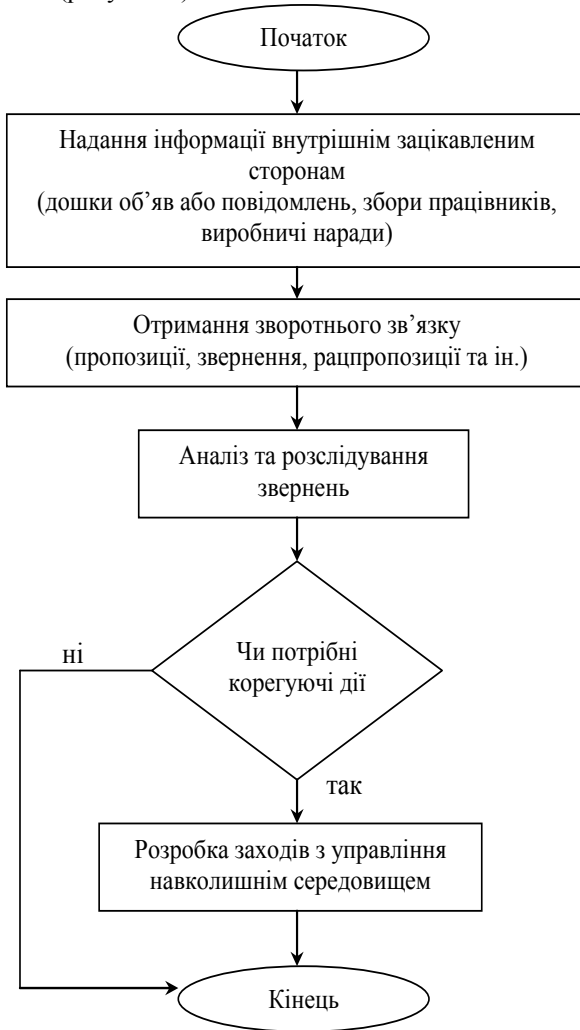 Початок
Надання інформації внутрішнім зацікавленим
сторонам
(дошки об’яв або повідомлень, збори працівників,
виробничі наради)
Отримання зворотнього зв’язку
(пропозиції, звернення, рацпропозиції та ін.)
Аналіз та розслідування
звернень
Чи потрібні
корегуючі дії
ні
так
Розробка заходів з управління
навколишнім середовищем
Кінець